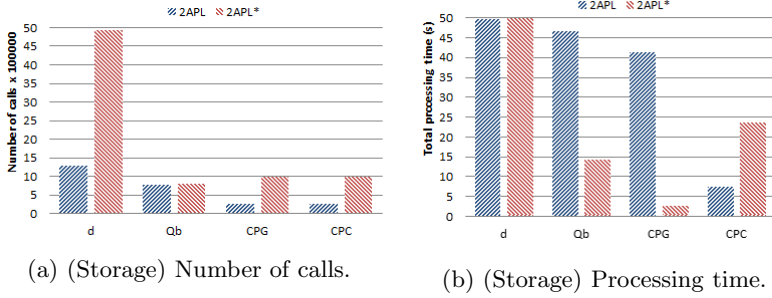 2APL 2APL*
Number of calls x 100000
50
45
40
35
30
25
20
15
10
5
0
d Qb CPG CPC
(a) (Storage) Number of calls.
2APL 2APL*
Total prccessing time (s)
50
45
40
35
30
25
20
15
10
5
0
d Qb CPG CPC
(b) (Storage) Processing time.